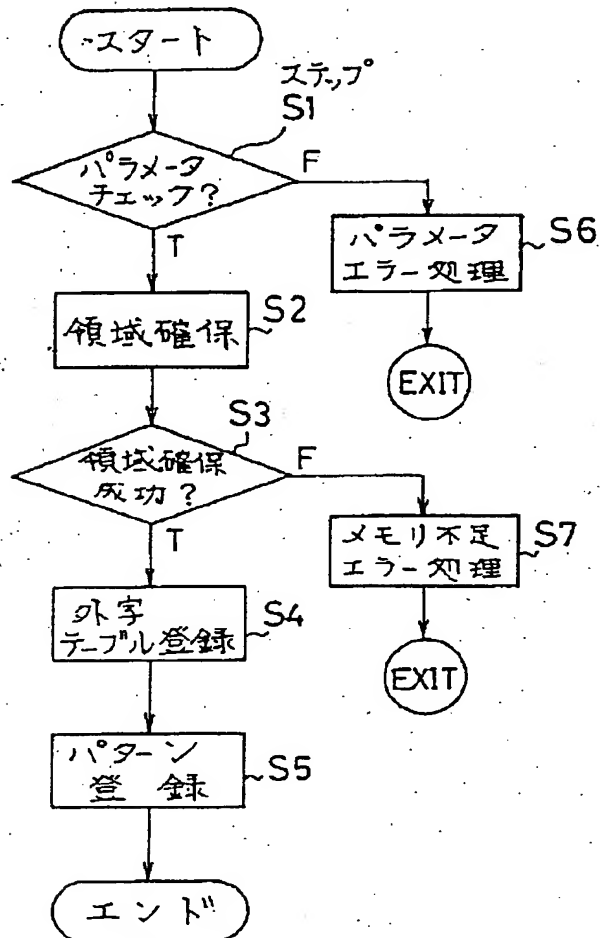 スタート
ステップ
S1
パラメータ
チェック?
F
T
パラメータ
エラー処理
S6
領域確保
S2
EXIT
S3
領域確保
成功?
F
T
メモリ不足
エラー処理
S7
外字
テーブル登録
S4
EXIT
パターン
登録
S5
エンド